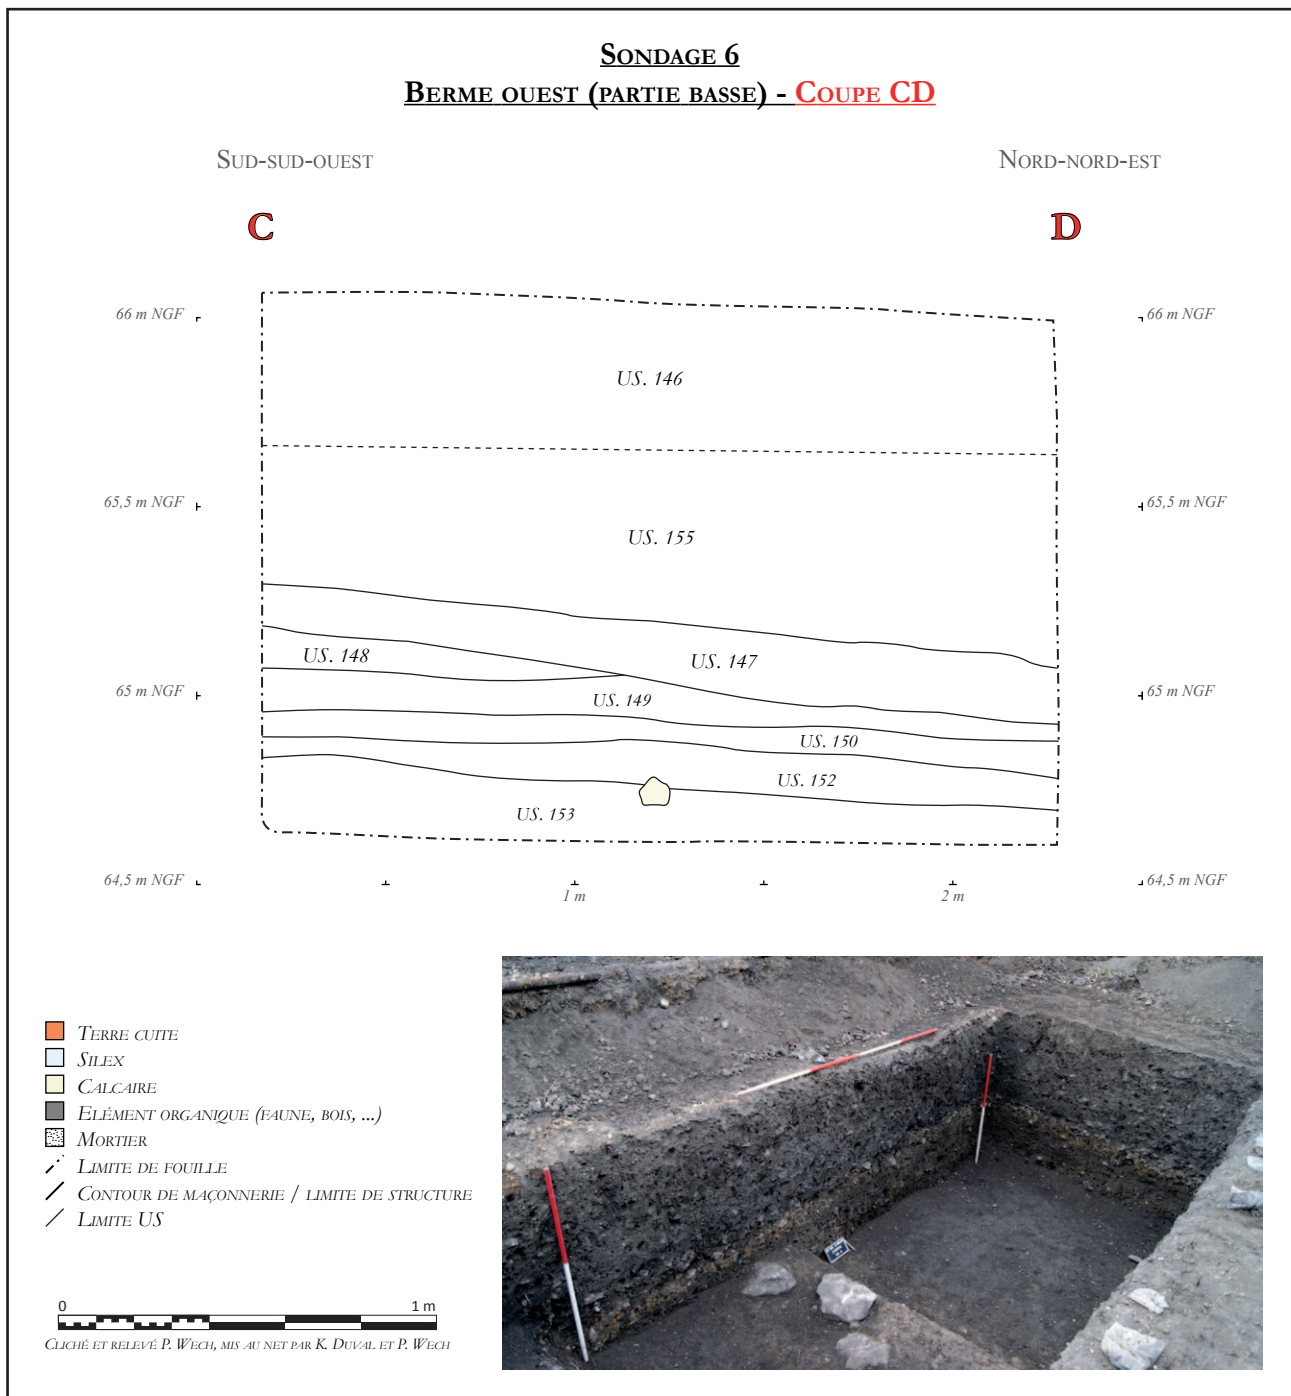 Sondage 6
Berme ouest (partie basse) - Coupe CD
Sud-sud-ouest Nord-nord-est
C D
66 m NGF 66 m NGF
US. 146
65,5 m NGF 65,5 m NGF
US. 155
US. 148 US. 147
65 m NGF US. 149 65 m NGF
US. 150
US. 152
US. 153
64,5 m NGF 64,5 m NGF
1 m 2 m
Terre cuite
Silex
Calcaire
Elément organique (faune, bois, ...)
Mortier
Limite de fouille
Contour de maçonnerie / limite de structure
Limite US
0 1 m
Cliché et relevé P. Wech, mis au net par K. Duval et P. Wech